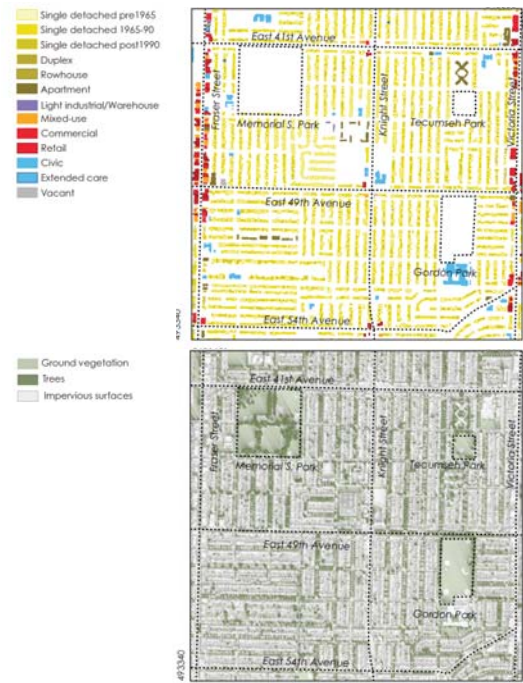 Single detached pre1965
Single detached 1965-90
Single detached post1990
Duplex
Rowhouse
Apartment
Light industrial/Warehouse
Mixed-use
Commercial
Retail
Civic
Extended care
Vacant
East 41st Avenue
Fraser Street
Memorial S. Park
Knight Street
Tecumseh Park
Victoria Street
East 49th Avenue
Gordon Park
East 54th Avenue
493340
Ground vegetation
Trees
Impervious surfaces
East 41st Avenue
Fraser Street
Memorial S. Park
Knight Street
Tecumseh Park
Victoria Street
East 49th Avenue
Gordon Park
East 54th Avenue
493340